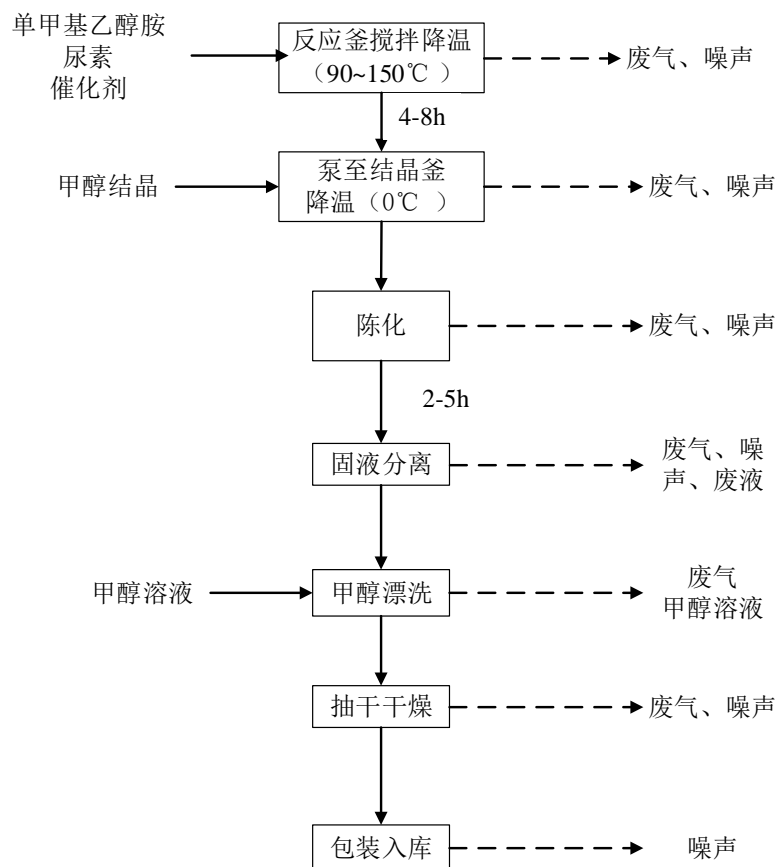 单甲基乙醇胺
尿素
催化剂
反应釜搅拌降温
（90~150℃）
废气、噪声
4-8h
甲醇结晶
泵至结晶釜
降温（0℃ ）
废气、噪声
陈化
废气、噪声
2-5h
固液分离
废气、噪
声、废液
甲醇溶液
甲醇漂洗
废气
甲醇溶液
抽干干燥
废气、噪声
包装入库
噪声